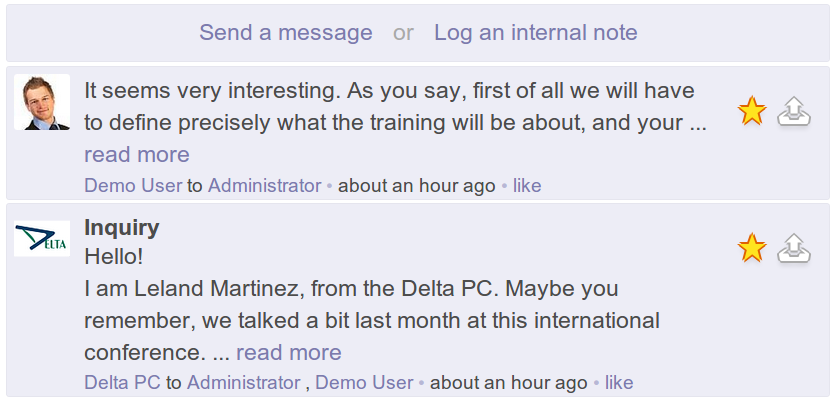 Send a message or Log an internal note
It seems very interesting. As you say, first of all we will have
to define precisely what the training will be about, and your ...
read more
Demo User to Administrator • about an hour ago • like
ELTA
Inquiry
Hello!
I am Leland Martinez, from the Delta PC. Maybe you
remember, we talked a bit last month at this international
conference. ... read more
Delta PC to Administrator , Demo User • about an hour ago • like